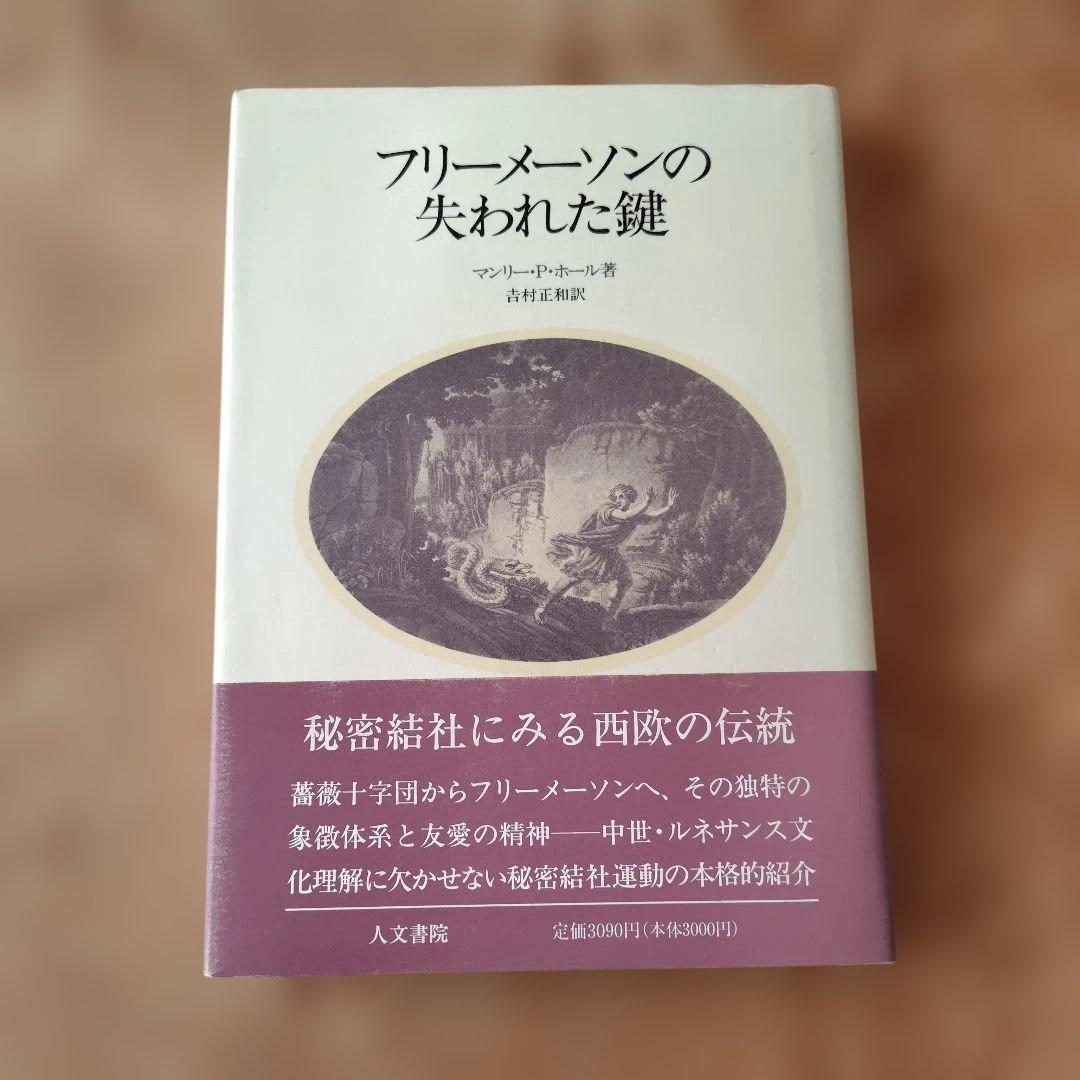 フリーメーソンの
失われた鍵
マンリー・P・ホール著
𠮷村正和訳
秘密結社にみる西欧の伝統
薔薇十字団からフリーメーソンへ、その独特の
象徴体系と友愛の精神――中世・ルネサンス文
化理解に欠かせない秘密結社運動の本格的紹介
人文書院
定価3090円(本体3000円)